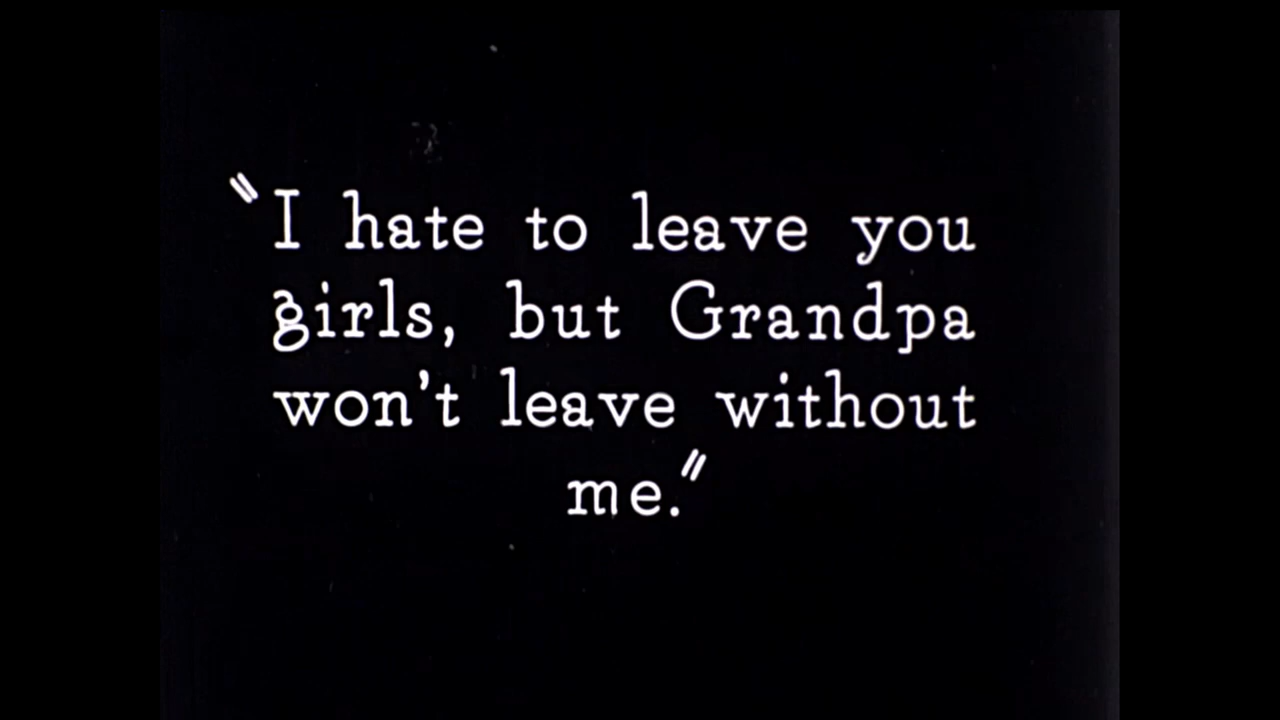 "I hate to leave you
girls, but Grandpa
won't leave without
me."